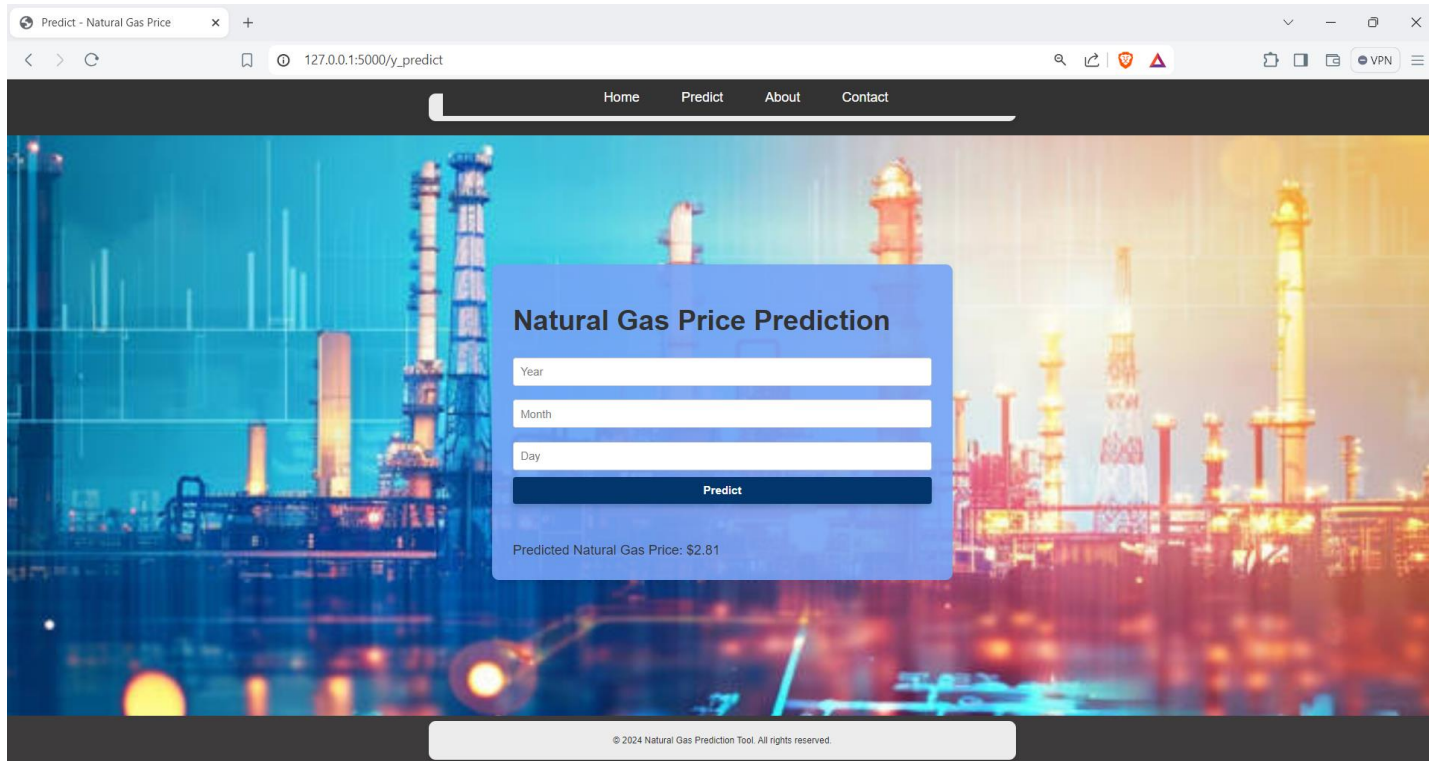 Predict - Natural Gas Price
127.0.0.1:5000/y_predict
VPN
Home Predict About Contact
Natural Gas Price Prediction
Year
Month
Day
Predict
Predicted Natural Gas Price: $2.81
© 2024 Natural Gas Prediction Tool. All rights reserved.